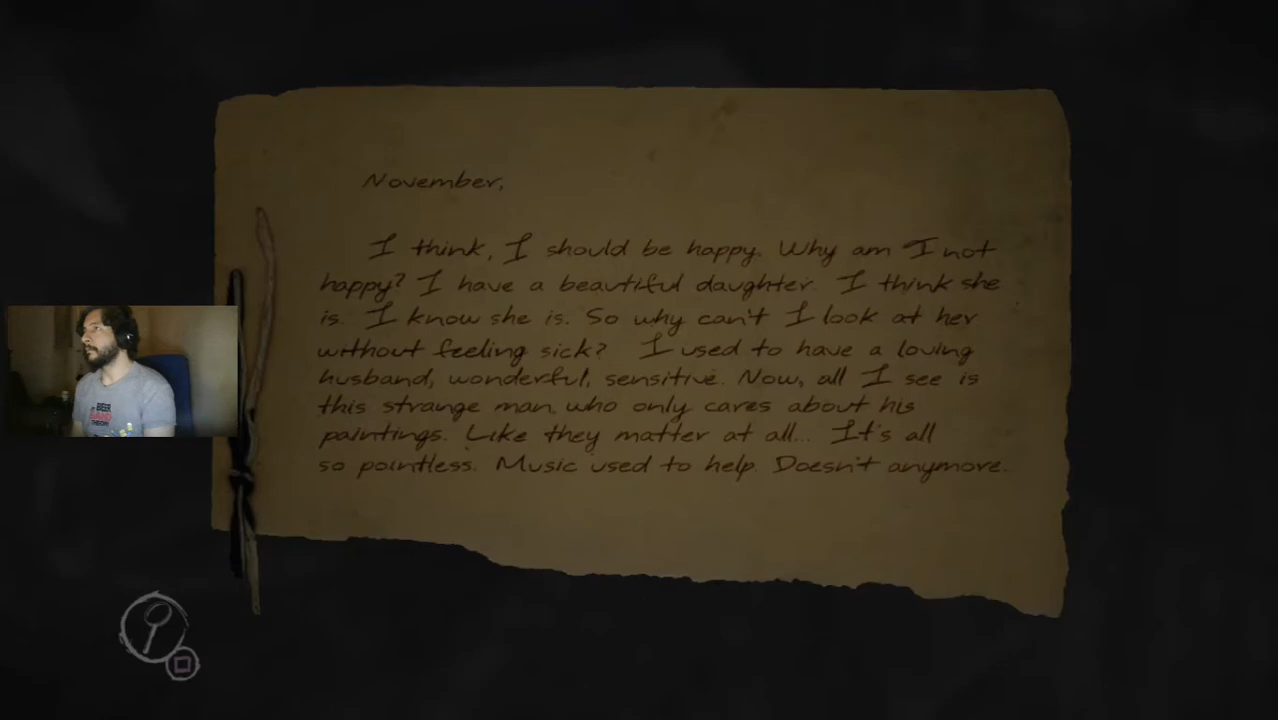 November,
I think, I should be happy. Why am I not
happy? I have a beautiful daughter. I think she
is. I know she is. So why can't I look at her
without feeling sick? I used to have a loving
husband, wonderful, sensitive. Now, all I see is
this strange man, who only cares about his
paintings. Like they matter at all... It's all
so pointless. Music used to help. Doesn't anymore.
BEER
THEORY